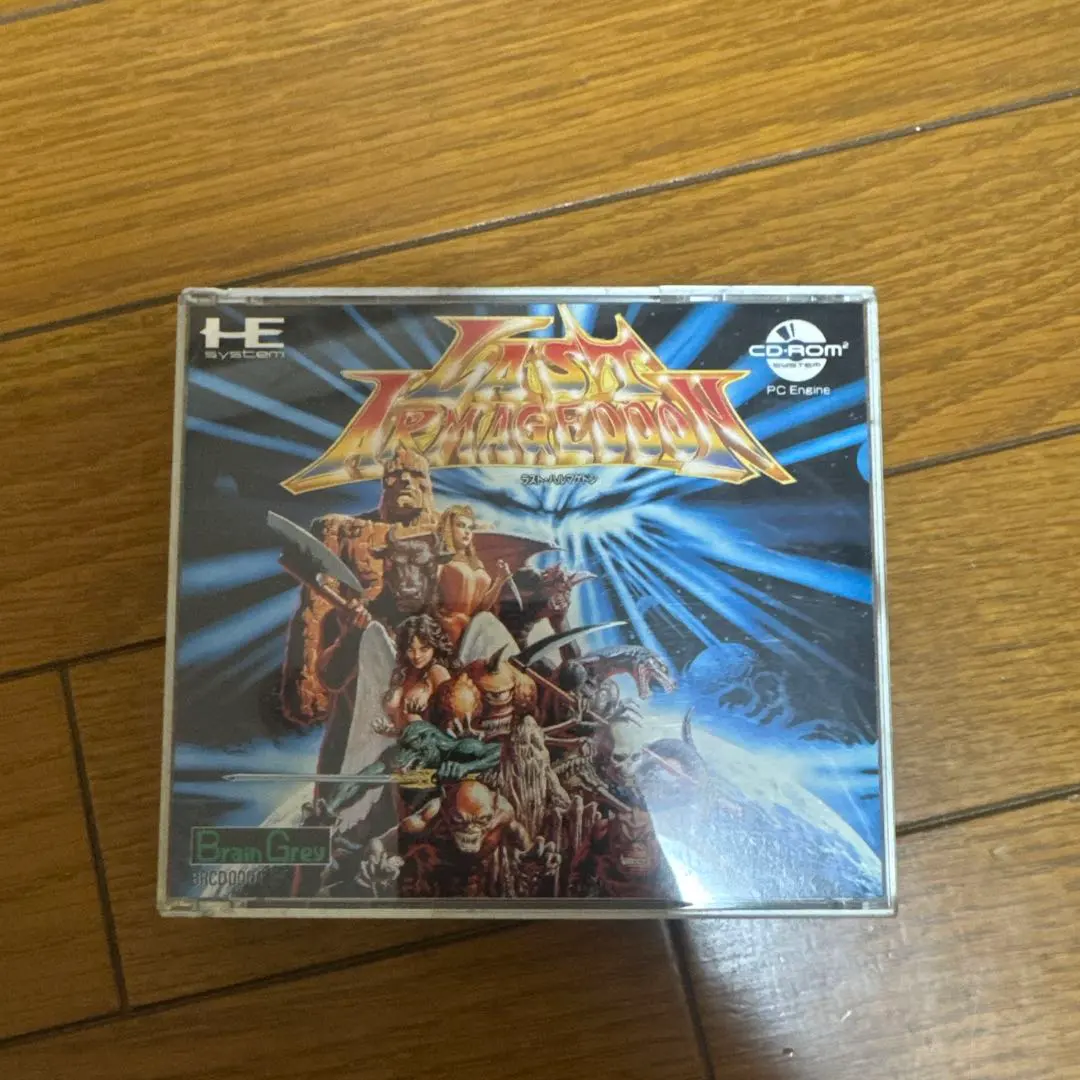 HE
system
LAST
ARMAGEDDON
ラスト・ハルマゲドン
CD·ROM²
SYSTEM
PC Engine
Brain Grey